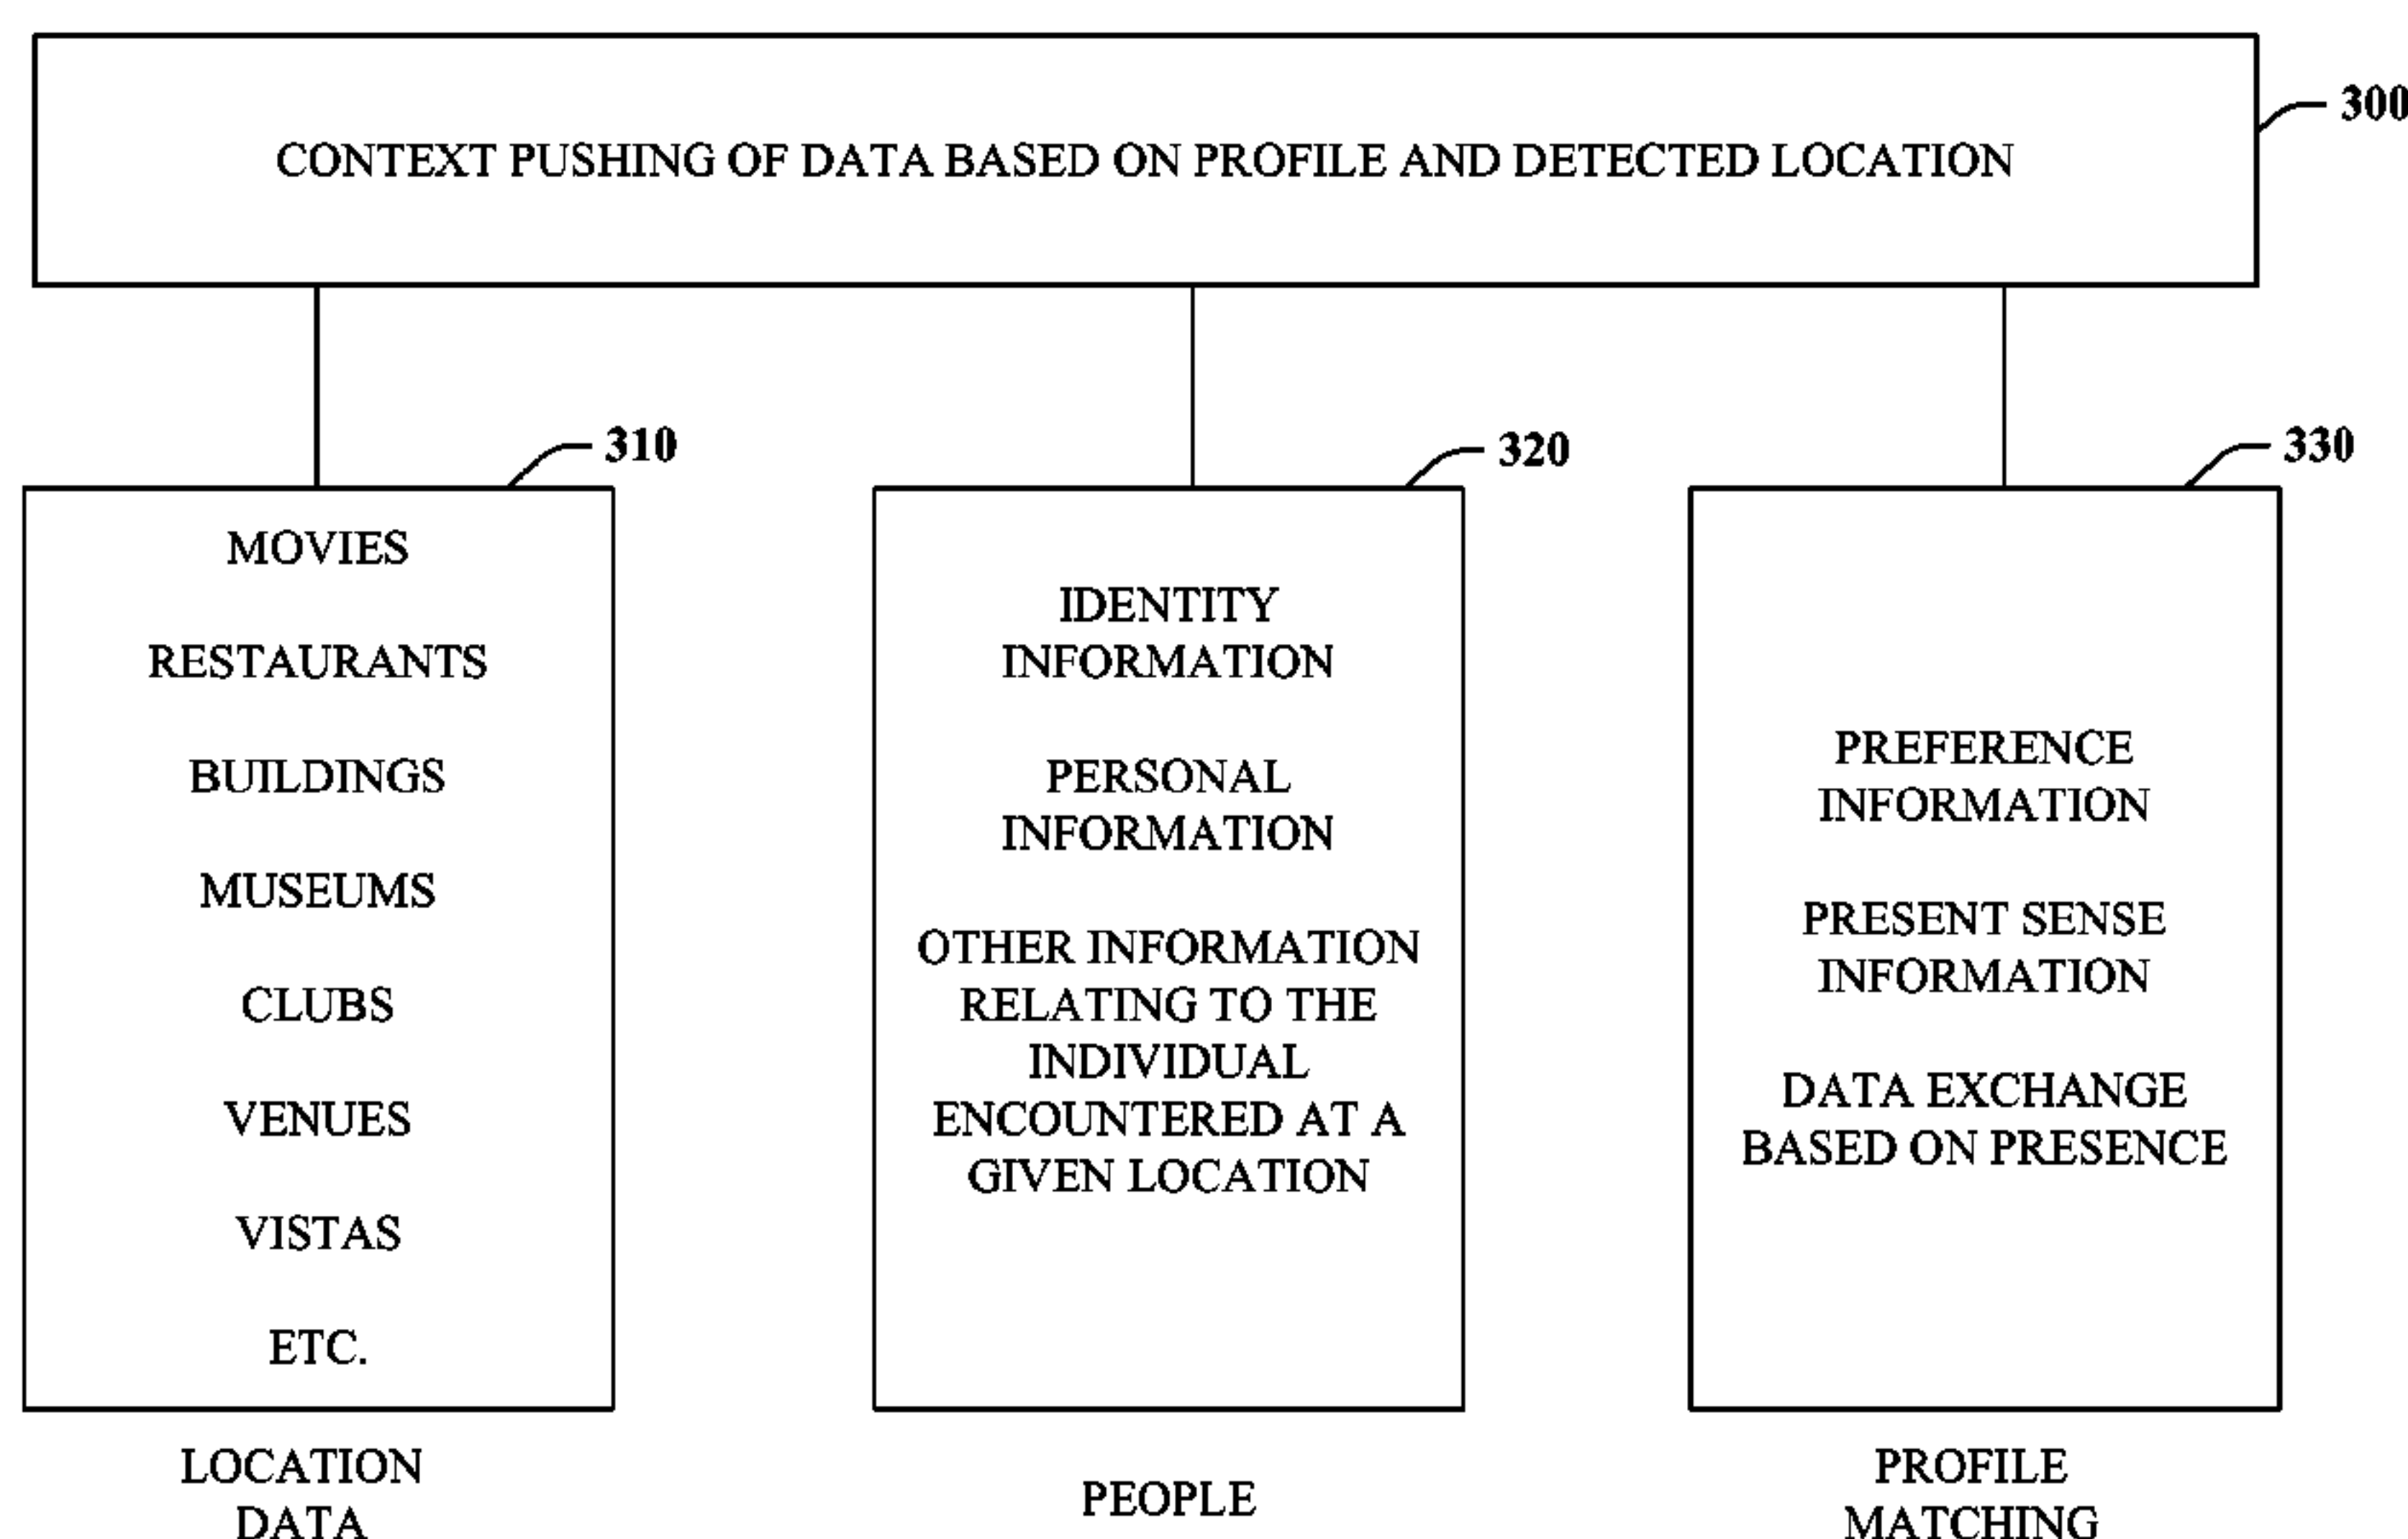 CONTEXT PUSHING OF DATA BASED ON PROFILE AND DETECTED LOCATION
300
310
MOVIES
RESTAURANTS
BUILDINGS
MUSEUMS
CLUBS
VENUES
VISTAS
ETC.
LOCATION
DATA
320
IDENTITY
INFORMATION
PERSONAL
INFORMATION
OTHER INFORMATION
RELATING TO THE
INDIVIDUAL
ENCOUNTERED AT A
GIVEN LOCATION
PEOPLE
330
PREFERENCE
INFORMATION
PRESENT SENSE
INFORMATION
DATA EXCHANGE
BASED ON PRESENCE
PROFILE
MATCHING